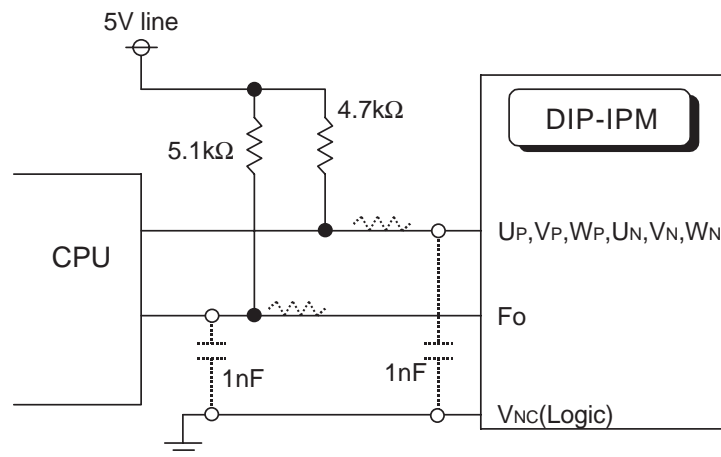 5V line
4.7kΩ
DIP-IPM
5.1kΩ
UP,VP,WP,UN,VN,WN
CPU
Fo
1nF
1nF
VNC(Logic)